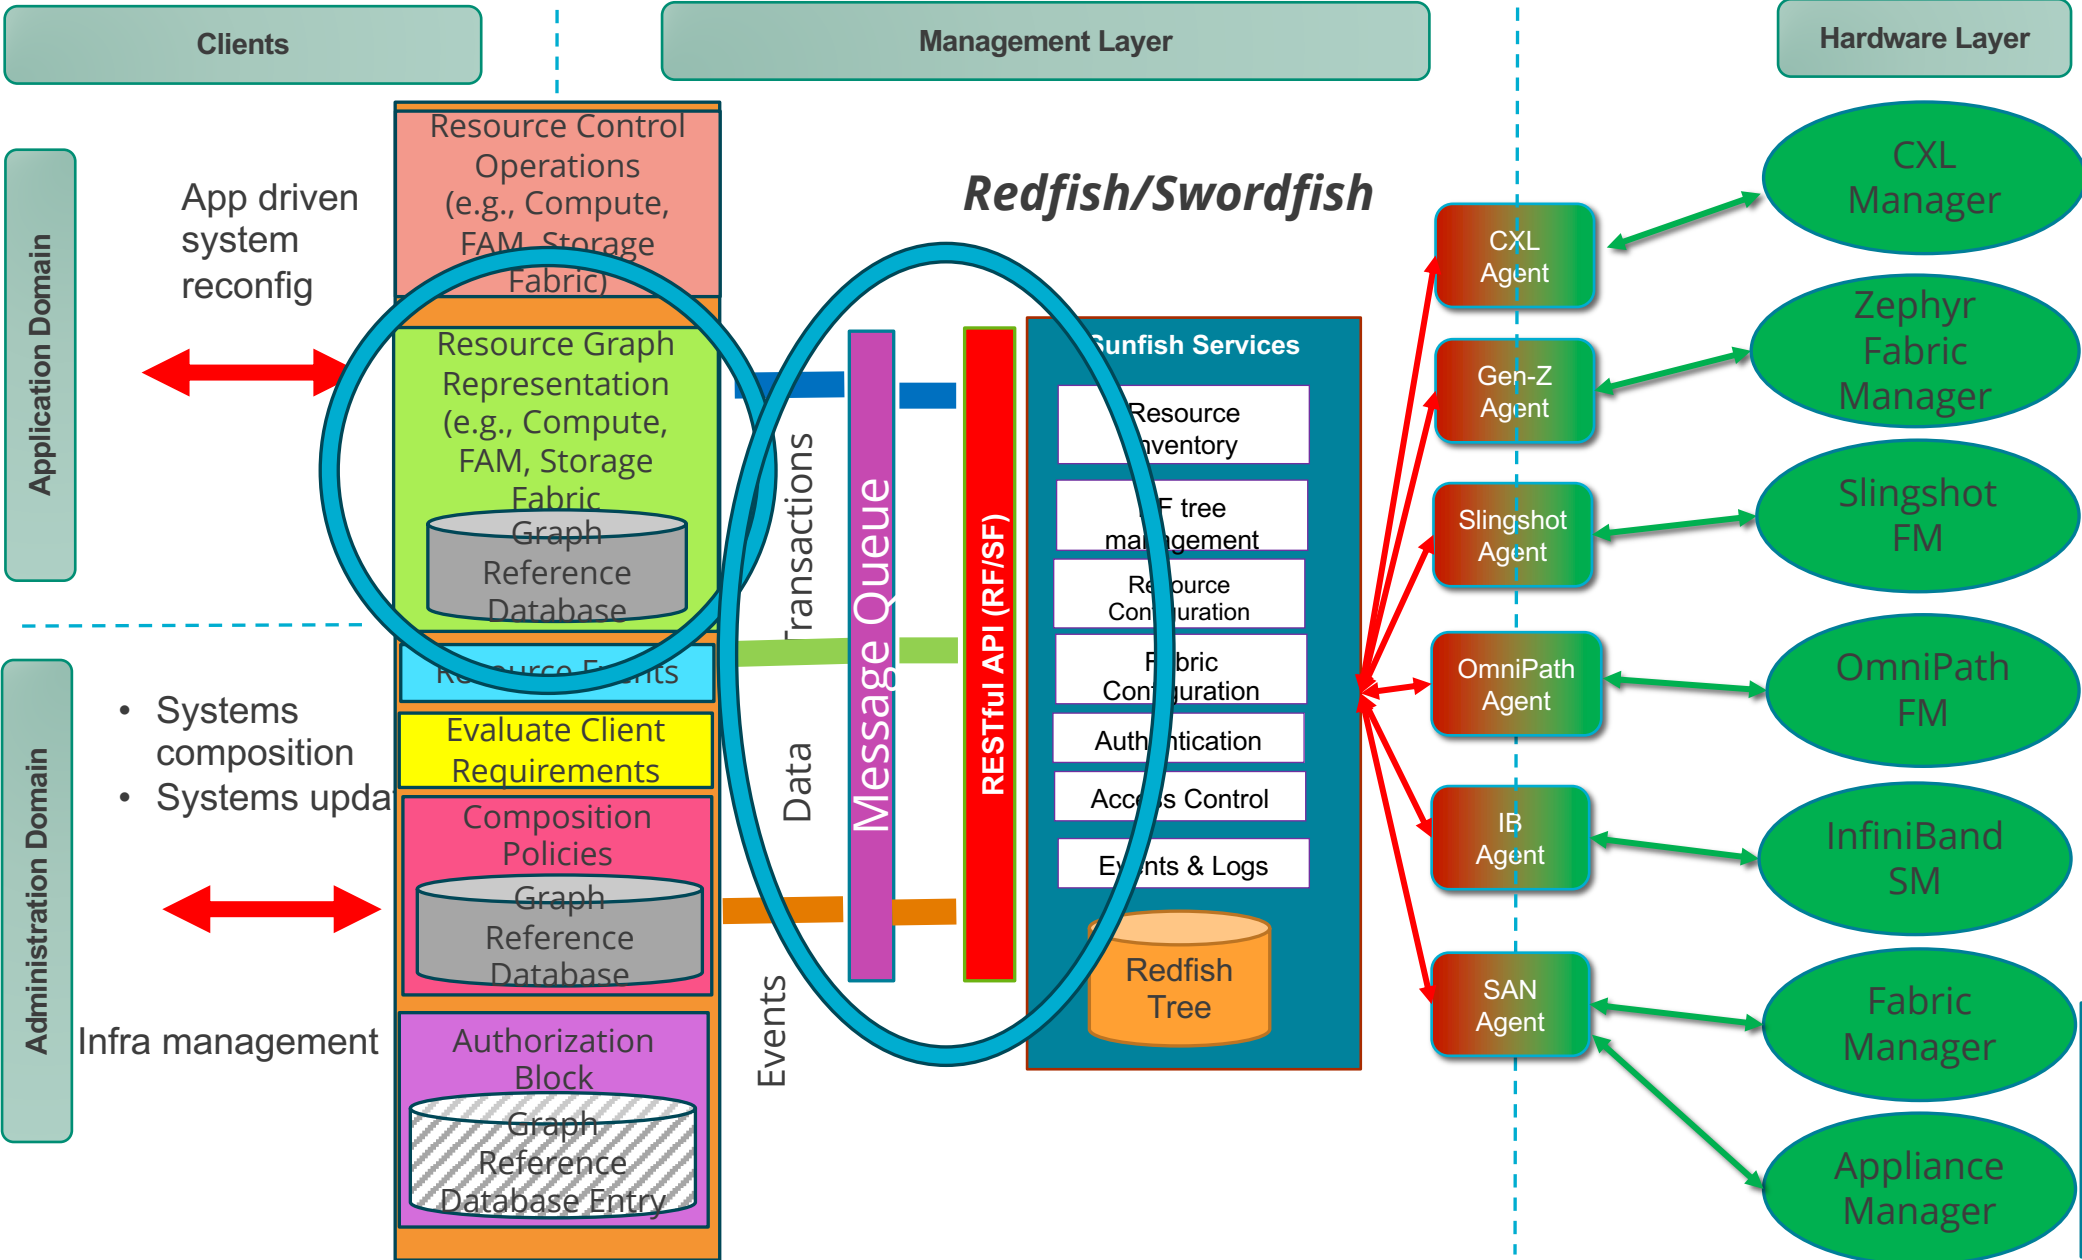 Clients
Management Layer
Hardware Layer
Application Domain
Administration Domain
App driven
system
reconfig
• Systems
composition
• Systems upda
Infra management
Resource Control
Operations
(e.g., Compute,
FAM, Storage
Fabric)
Resource Graph
Representation
(e.g., Compute,
FAM, Storage
Fabric
Graph
Reference
Database
Resource Events
Evaluate Client
Requirements
Composition
Policies
Graph
Reference
Database
Authorization
Block
Graph
Reference
Database Entry
Transactions
Data
Events
Message Queue
RESTful API (RF/SF)
Redfish/Swordfish
Sunfish Services
Resource
Inventory
RF tree
management
Resource
Configuration
Fabric
Configuration
Authentication
Access Control
Events & Logs
Redfish
Tree
CXL
Agent
Gen-Z
Agent
Slingshot
Agent
OmniPath
Agent
IB
Agent
SAN
Agent
CXL
Manager
Zephyr
Fabric
Manager
Slingshot
FM
OmniPath
FM
InfiniBand
SM
Fabric
Manager
Appliance
Manager